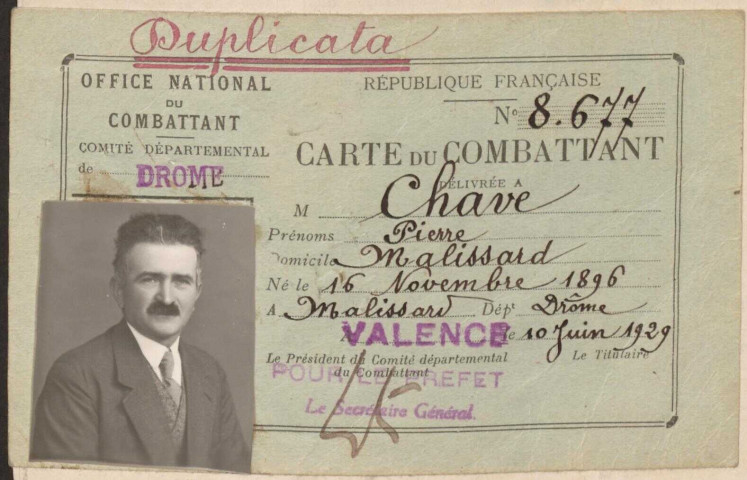 Duplicata
OFFICE NATIONAL
DU
COMBATTANT
COMITÉ DÉPARTEMENTAL
de DROME
RÉPUBLIQUE FRANÇAISE
N° 8.677
CARTE DU COMBATTANT
DÉLIVRÉE A
M Chave
Prénoms Pierre
Domicile Malissard
Né le 16 Novembre 1896
A Malissard Dépt Drôme
A VALENCE le 10 Juin 1929
Le Président du Comité départemental
du Combattant
Le Titulaire
POUR LE PREFET
Le Secrétaire Général.